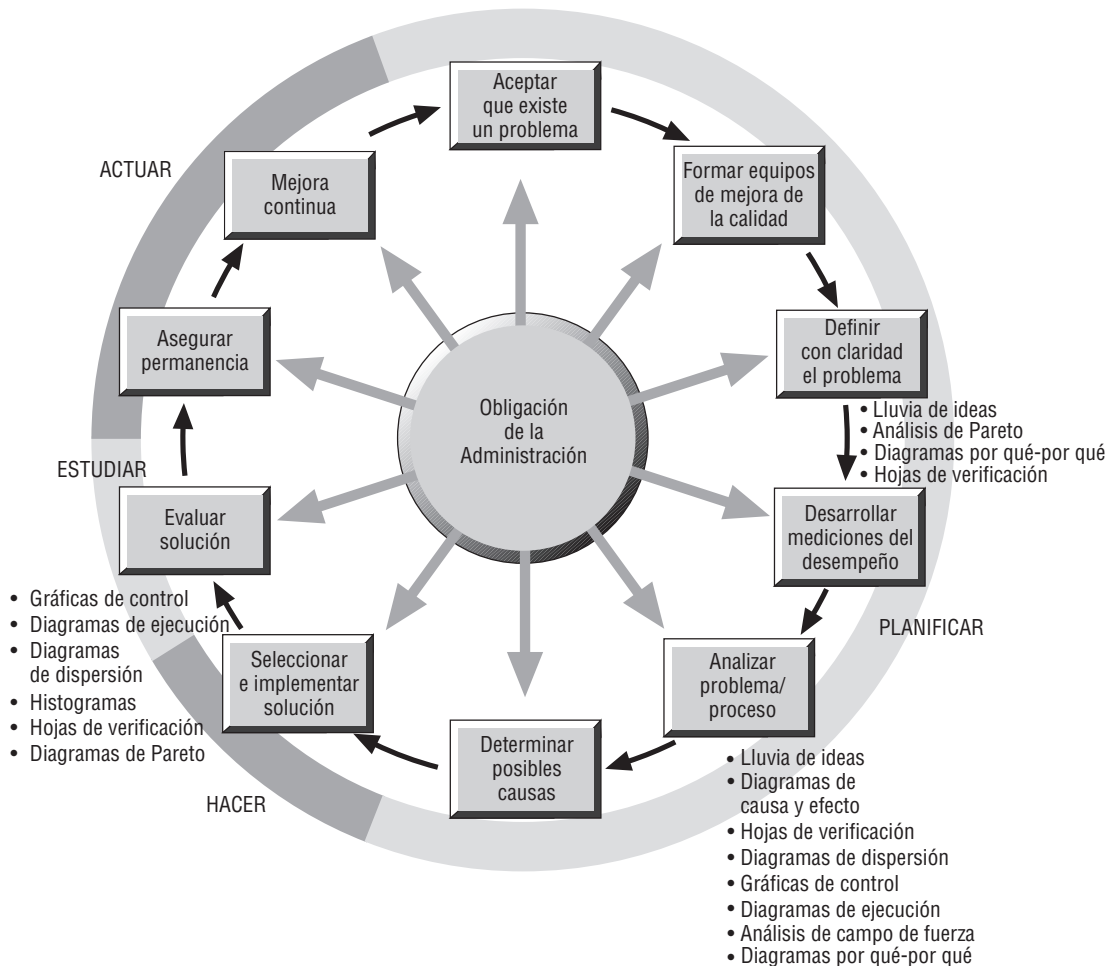 Aceptar
que existe
un problema
ACTUAR
Mejora
continua
Formar equipos
de mejora de
la calidad
Asegurar
permanencia
Definir
con claridad
el problema
Obligación
de la
Administración
• Lluvia de ideas
• Análisis de Pareto
• Diagramas por qué-por qué
• Hojas de verificación
ESTUDIAR
Evaluar
solución
Desarrollar
mediciones del
desempeño
• Gráficas de control
• Diagramas de ejecución
• Diagramas
de dispersión
• Histogramas
• Hojas de verificación
• Diagramas de Pareto
PLANIFICAR
Seleccionar
e implementar
solución
Analizar
problema/
proceso
Determinar
posibles
causas
HACER
• Lluvia de ideas
• Diagramas de
causa y efecto
• Hojas de verificación
• Diagramas de dispersión
• Gráficas de control
• Diagramas de ejecución
• Análisis de campo de fuerza
• Diagramas por qué-por qué